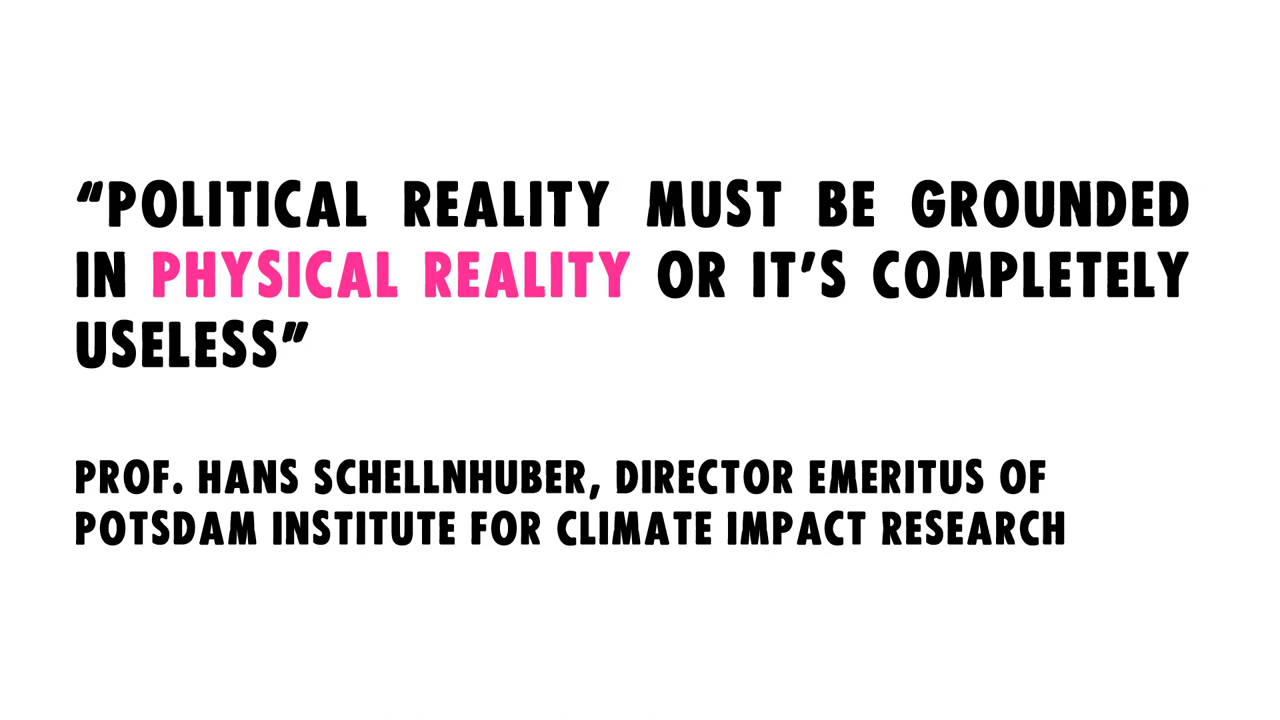 “POLITICAL REALITY MUST BE GROUNDED
IN PHYSICAL REALITY OR IT’S COMPLETELY
USELESS”
PROF. HANS SCHELLNHUBER, DIRECTOR EMERITUS OF
POTSDAM INSTITUTE FOR CLIMATE IMPACT RESEARCH